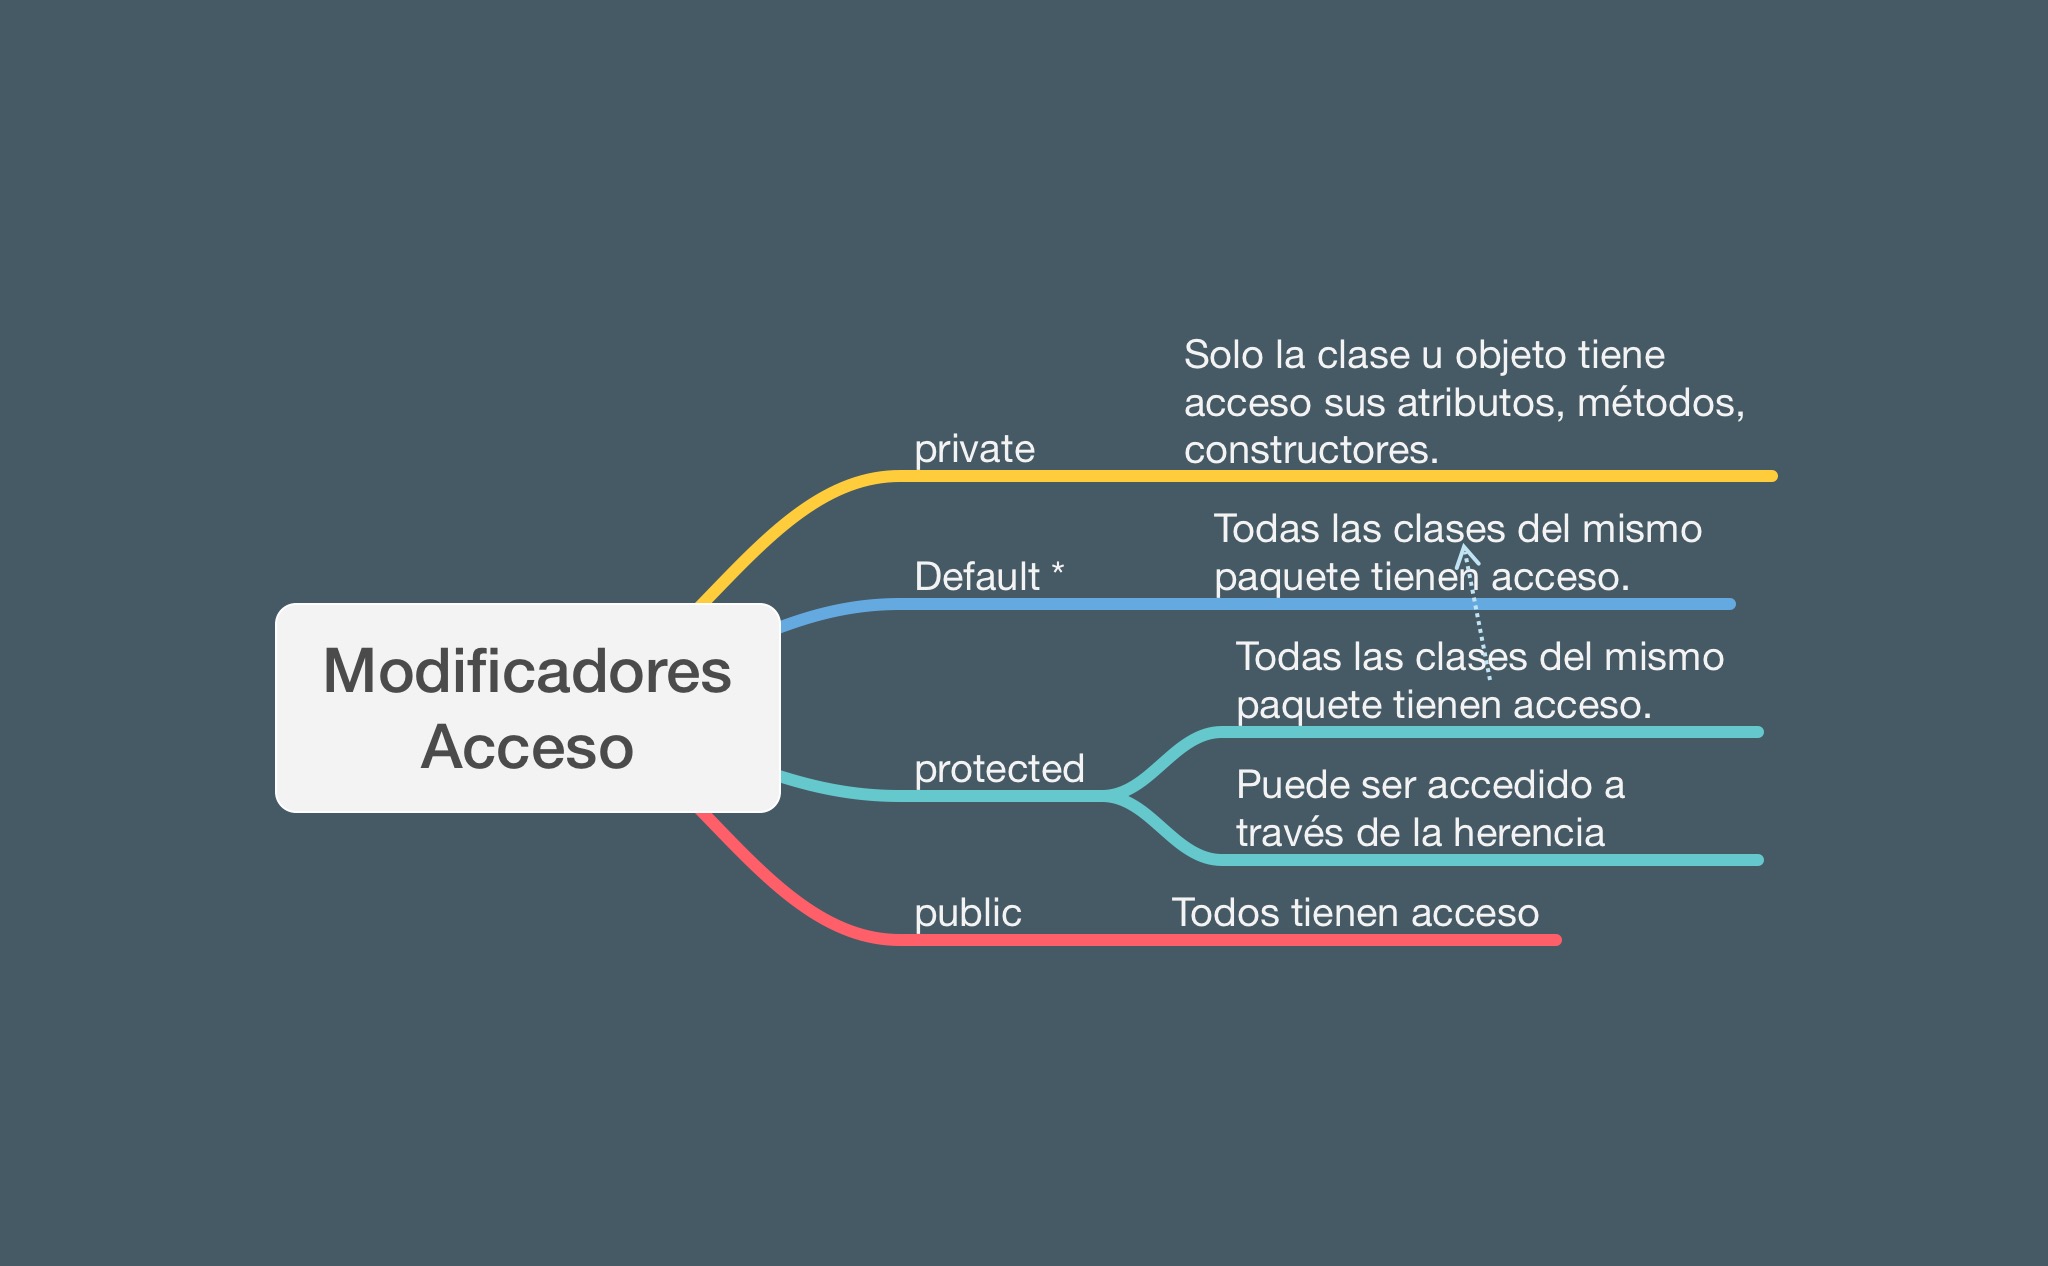 Modificadores
Acceso
private
Solo la clase u objeto tiene
acceso sus atributos, métodos,
constructores.
Default *
Todas las clases del mismo
paquete tienen acceso.
protected
Todas las clases del mismo
paquete tienen acceso.
Puede ser accedido a
través de la herencia
public
Todos tienen acceso